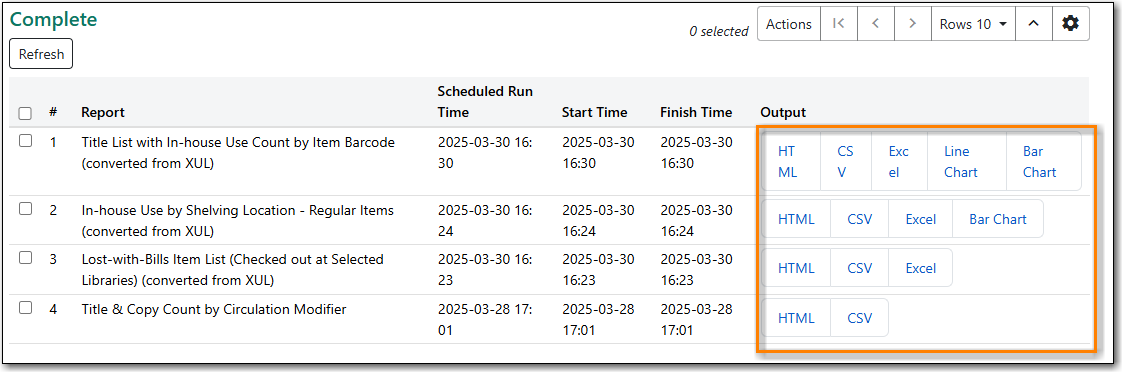 Complete
0 selected Actions Rows 10
Refresh
Scheduled Run
# Report Time Start Time Finish Time Output
1 Title List with In-house Use Count by Item Barcode 2025-03-30 16: 2025-03-30 2025-03-30 HT CS Exc Line Bar
(converted from XUL) 30 16:30 16:30 ML V el Chart Chart
2 In-house Use by Shelving Location - Regular Items 2025-03-30 16: 2025-03-30 2025-03-30 HTML CSV Excel Bar Chart
(converted from XUL) 24 16:24 16:24
3 Lost-with-Bills Item List (Checked out at Selected 2025-03-30 16: 2025-03-30 2025-03-30 HTML CSV Excel
Libraries) (converted from XUL) 23 16:23 16:23
4 Title & Copy Count by Circulation Modifier 2025-03-28 17: 2025-03-28 2025-03-28 HTML CSV
01 17:01 17:01